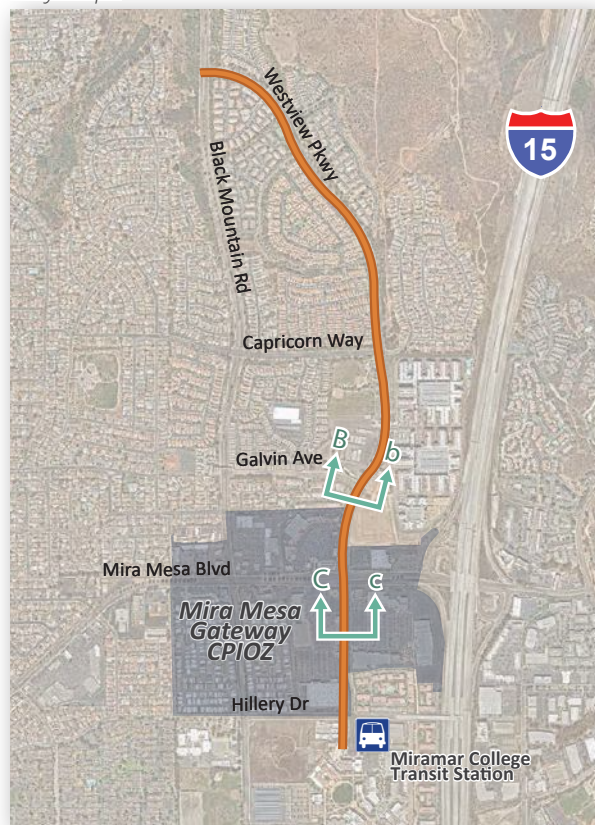 Westview Pkwy
15
Black Mountain Rd
Capricorn Way
B
b
Galvin Ave
Mira Mesa Blvd
C
c
Mira Mesa
Gateway
CPIOZ
Hillery Dr
Miramar College
Transit Station